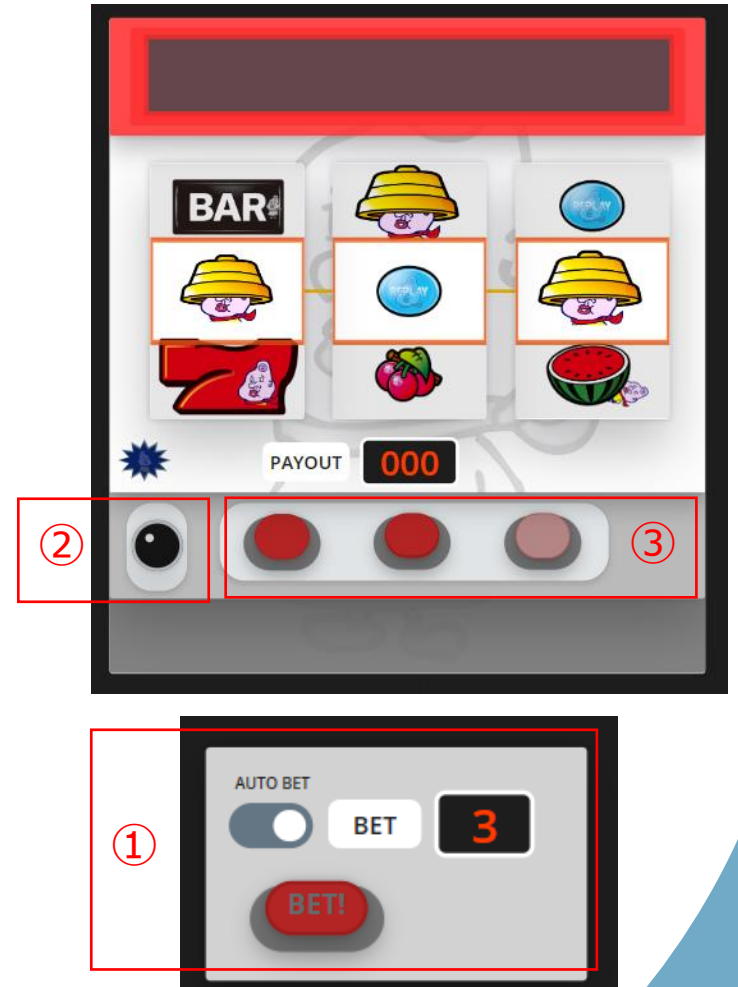 BAR
REPLAY
REPLAY
PAYOUT 000
②
③
AUTO BET
BET 3
①
BET!